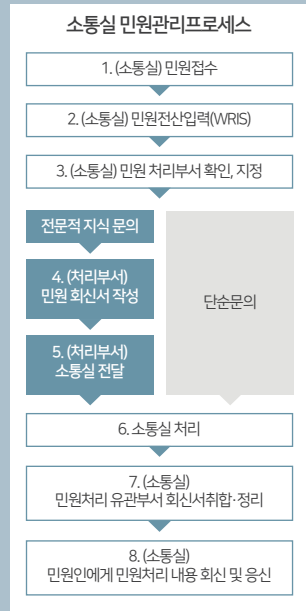 소통실 민원관리프로세스
1. (소통실) 민원접수
2. (소통실) 민원전산입력(WRIS)
3. (소통실) 민원 처리부서 확인, 지정
전문적 지식 문의
4. (처리부서)
민원 회신서 작성
5. (처리부서)
소통실 전달
단순문의
6. 소통실 처리
7. (소통실)
민원처리 유관부서 회신서취합·정리
8. (소통실)
민원인에게 민원처리 내용 회신 및 응신